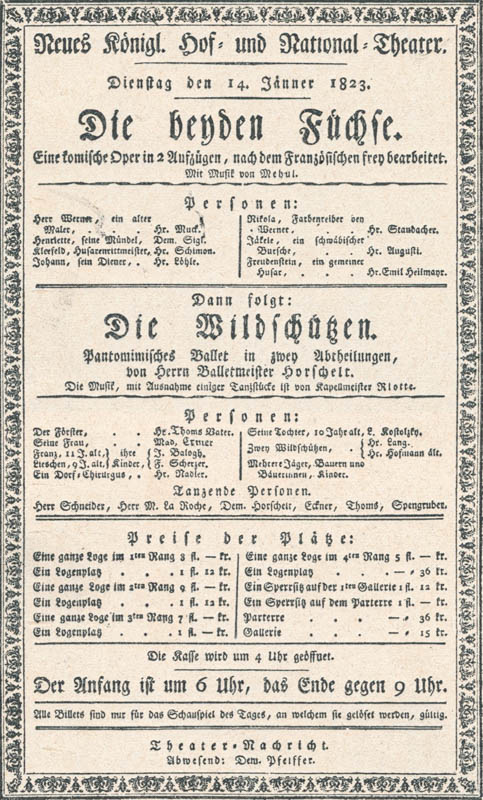 Neues Königl. Hof- und National-Theater.
Dienstag den 14. Jänner 1823.
Die beyden Füchse.
Eine komische Oper in 2 Aufzügen, nach dem Französischen frey bearbeitet.
Mit Musik von Mehul.
Personen:
Herr Werner, ein alter
Maler, . . . Hr. Muck.
Henriette, seine Mündel, Dem. Sigl.
Klerfeld, Husarenrittmeister, Hr. Schimon.
Johann, sein Diener, . Hr. Löhle.
Nikola, Farbenreiber von
Werner, . . . Hr. Staudacher.
Jäkele, ein schwäbischer
Bursche, . . Hr. Augusti.
Freudenstein, ein gemeiner
Husar, . . . Hr. Emil Heilmayr.
Dann folgt:
Die Wildschützen.
Pantomimisches Ballet in zwey Abtheilungen,
von Herrn Balletmeister Horschelt.
Die Musik, mit Ausnahme einiger Tanzstücke ist von Kapellmeister Riotte.
Personen:
Der Förster, . . Hr. Thoms Vater.
Seine Frau, . . Mad, Ermer
Franz, 11 J. alt, } ihre { J. Balogh.
Lieschen, 9 J. alt, } Kinder, { F. Scherzer.
Ein Dorf-Chirurgus, . Hr. Nadler.
Seine Tochter, 10 Jahr alt, L. Kostolzky.
Zwey Wildschützen, . { Hr. Lang.
{ Hr. Hofmann ält.
Mehrere Jäger, Bauern und
Bäuerinnen, Kinder.
Tanzende Personen.
Herr Schneider, Herr M. La Roche, Dem. Horschelt, Eckner, Thoms, Spengruber.
Preise der Plätze:
Eine ganze Loge im 1ten Rang 8 fl. — kr.
Ein Logenplatz . . . 1 fl. 12 kr.
Eine ganze Loge im 2ten Rang 9 fl. — kr.
Ein Logenplatz . . . 1 fl. 12 kr.
Eine ganze Loge im 3ten Rang 7 fl. — kr.
Ein Logenplatz . . . 1 fl. — kr.
Eine ganze Loge im 4ten Rang 5 fl. — kr.
Ein Logenplatz . . — „ 36 kr.
Ein Sperrsitz auf der 1ten Gallerie 1 fl. 12 kr.
Ein Sperrsitz auf dem Parterre 1 fl. — kr.
Parterre . . . — „ 36 kr.
Gallerie . . . — „ 15 kr.
Die Kasse wird um 4 Uhr geöffnet.
Der Anfang ist um 6 Uhr, das Ende gegen 9 Uhr.
Alle Billets sind nur für das Schauspiel des Tages, an welchem sie gelöset werden, gültig.
Theater-Nachricht.
Abwesend: Dem. Pfeiffer.